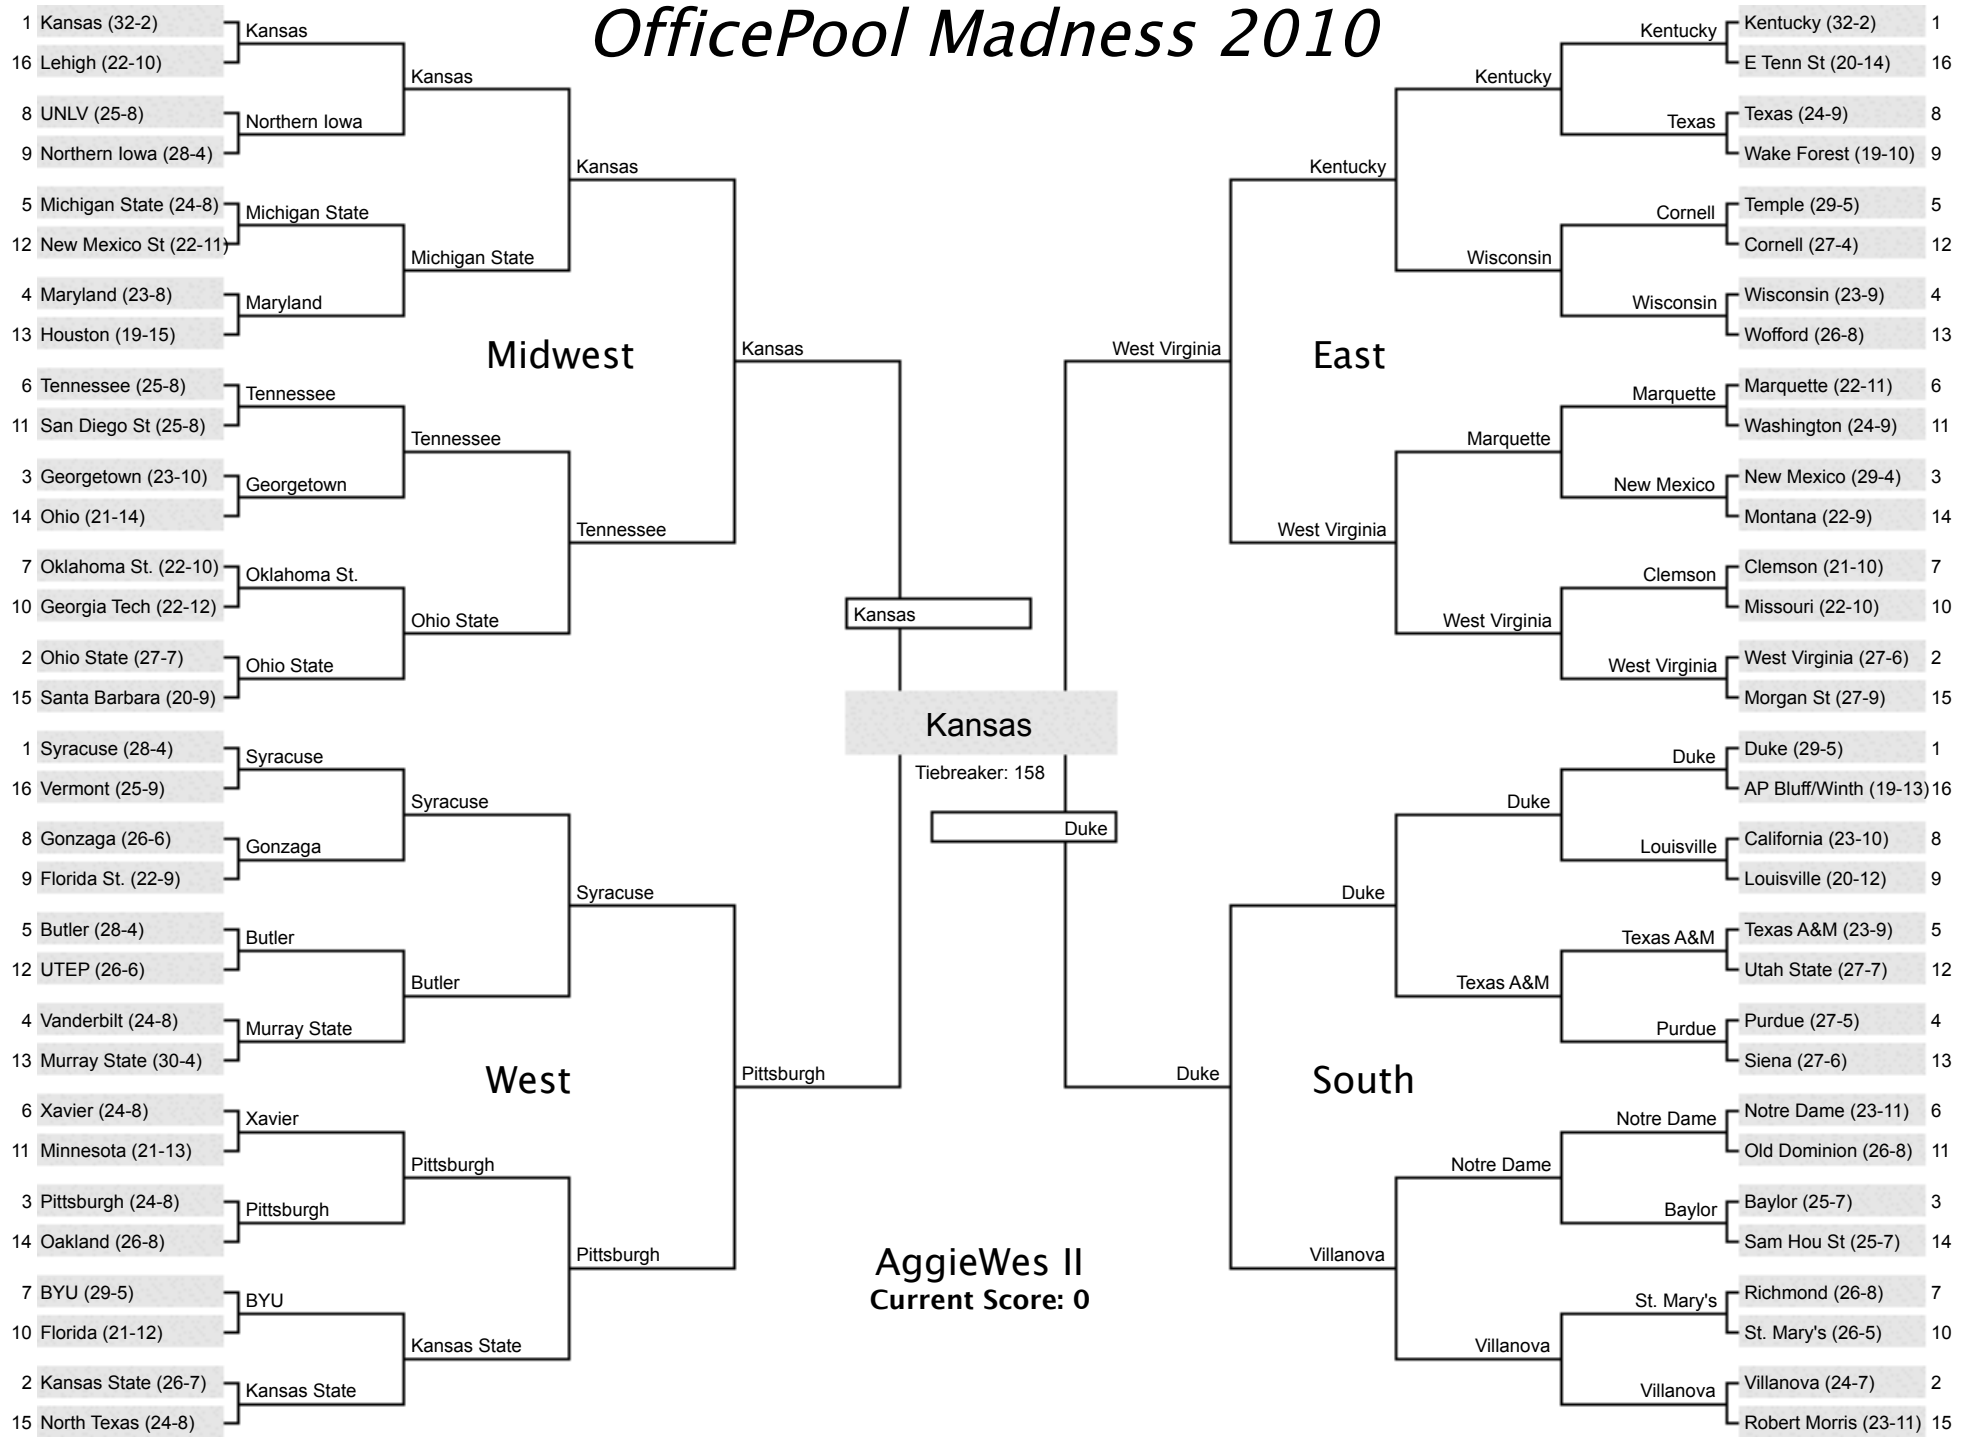 OfficePool Madness 2010
1 Kansas (32-2)
Kansas
16 Lehigh (22-10)
Kansas
8 UNLV (25-8)
Northern Iowa
9 Northern Iowa (28-4)
Kansas
5 Michigan State (24-8)
Michigan State
12 New Mexico St (22-11)
Michigan State
4 Maryland (23-8)
Maryland
13 Houston (19-15)
Midwest
Kansas
6 Tennessee (25-8)
Tennessee
11 San Diego St (25-8)
Tennessee
3 Georgetown (23-10)
Georgetown
14 Ohio (21-14)
Tennessee
7 Oklahoma St. (22-10)
Oklahoma St.
10 Georgia Tech (22-12)
Ohio State
2 Ohio State (27-7)
Ohio State
15 Santa Barbara (20-9)
1 Syracuse (28-4)
Syracuse
16 Vermont (25-9)
Syracuse
8 Gonzaga (26-6)
Gonzaga
9 Florida St. (22-9)
Syracuse
5 Butler (28-4)
Butler
12 UTEP (26-6)
Butler
4 Vanderbilt (24-8)
Murray State
13 Murray State (30-4)
West
Pittsburgh
6 Xavier (24-8)
Xavier
11 Minnesota (21-13)
Pittsburgh
3 Pittsburgh (24-8)
Pittsburgh
14 Oakland (26-8)
Pittsburgh
7 BYU (29-5)
BYU
10 Florida (21-12)
Kansas State
2 Kansas State (26-7)
Kansas State
15 North Texas (24-8)
Kansas
Kansas
Tiebreaker: 158
Duke
AggieWes II
Current Score: 0
Kentucky (32-2) 1
Kentucky
E Tenn St (20-14) 16
Kentucky
Texas (24-9) 8
Texas
Wake Forest (19-10) 9
Kentucky
Temple (29-5) 5
Cornell
Cornell (27-4) 12
Wisconsin
Wisconsin (23-9) 4
Wisconsin
Wofford (26-8) 13
West Virginia
East
Marquette (22-11) 6
Marquette
Washington (24-9) 11
Marquette
New Mexico (29-4) 3
New Mexico
Montana (22-9) 14
West Virginia
Clemson (21-10) 7
Clemson
Missouri (22-10) 10
West Virginia
West Virginia (27-6) 2
West Virginia
Morgan St (27-9) 15
Duke (29-5) 1
Duke
AP Bluff/Winth (19-13) 16
Duke
California (23-10) 8
Louisville
Louisville (20-12) 9
Duke
Texas A&M (23-9) 5
Texas A&M
Utah State (27-7) 12
Texas A&M
Purdue (27-5) 4
Purdue
Siena (27-6) 13
Duke
South
Notre Dame (23-11) 6
Notre Dame
Old Dominion (26-8) 11
Notre Dame
Baylor (25-7) 3
Baylor
Sam Hou St (25-7) 14
Villanova
Richmond (26-8) 7
St. Mary's
St. Mary's (26-5) 10
Villanova
Villanova (24-7) 2
Villanova
Robert Morris (23-11) 15